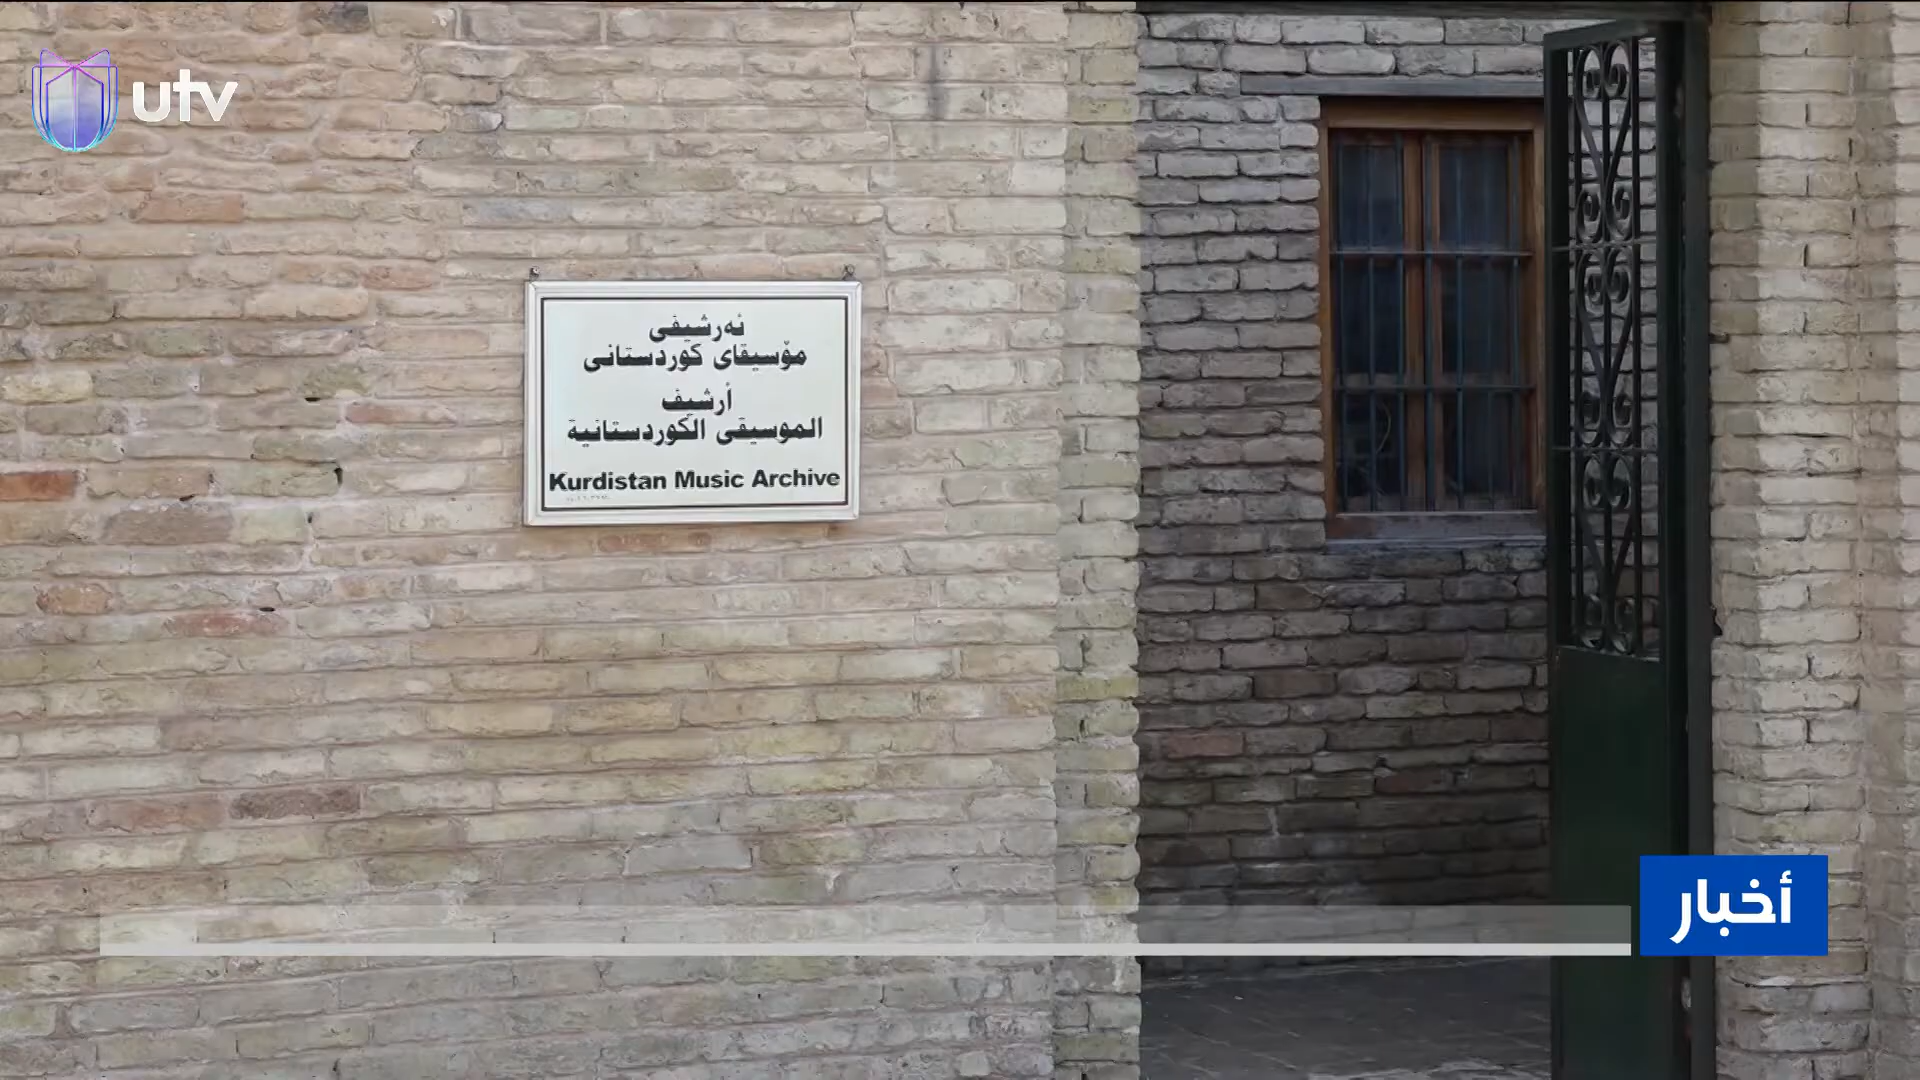 utv
ئەرشیفی
مۆسیقای کوردستانی
أرشيف
الموسيقى الكوردستانية
Kurdistan Music Archive
أخبار